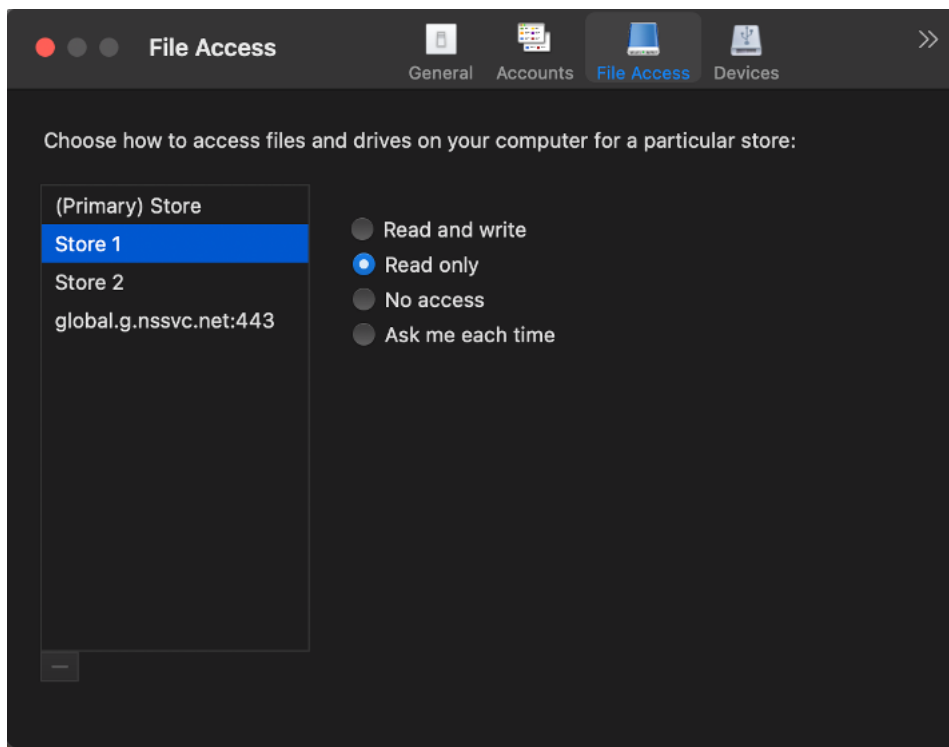 File Access
General
Accounts
File Access
Devices
Choose how to access files and drives on your computer for a particular store:
(Primary) Store
Store 1
Store 2
global.g.nssvc.net:443
Read and write
Read only
No access
Ask me each time